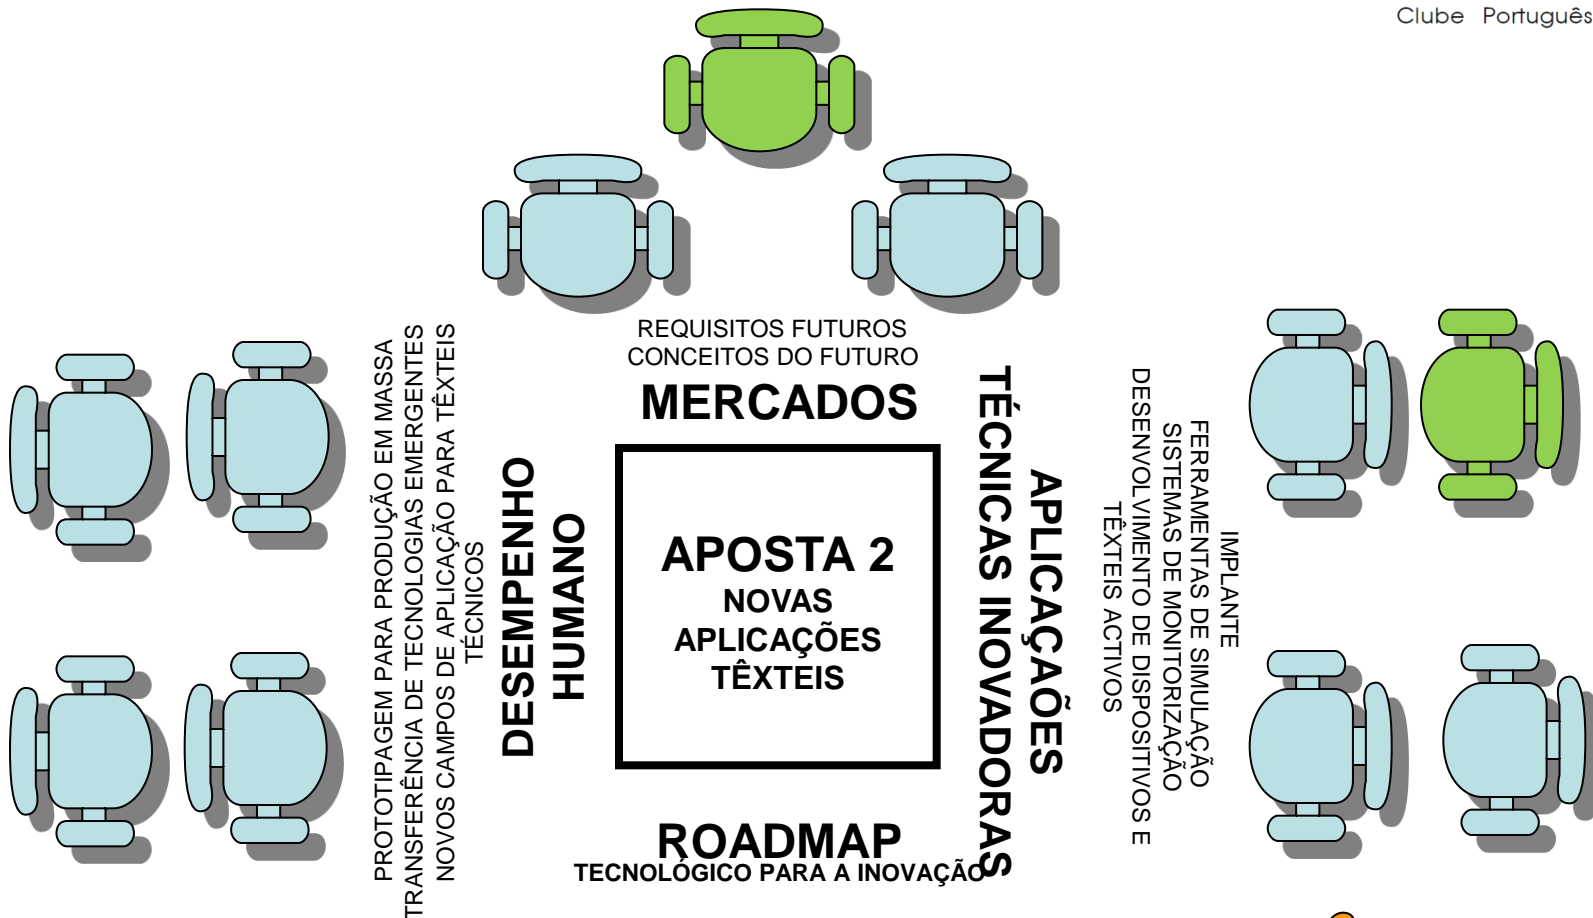 Clube Português
REQUISITOS FUTUROS
CONCEITOS DO FUTURO
MERCADOS
PROTOTIPAGEM PARA PRODUÇÃO EM MASSA
TRANSFERÊNCIA DE TECNOLOGIAS EMERGENTES
NOVOS CAMPOS DE APLICAÇÃO PARA TÊXTEIS
TÉCNICOS
DESEMPENHO
HUMANO
APOSTA 2
NOVAS
APLICAÇÕES
TÊXTEIS
APLICAÇAÕES
TÉCNICAS INOVADORAS
IMPLANTE
FERRAMENTAS DE SIMULAÇÃO
SISTEMAS DE MONITORIZAÇÃO
DESENVOLVIMENTO DE DISPOSITIVOS E
TÊXTEIS ACTIVOS
ROADMAP
TECNOLÓGICO PARA A INOVAÇÃO